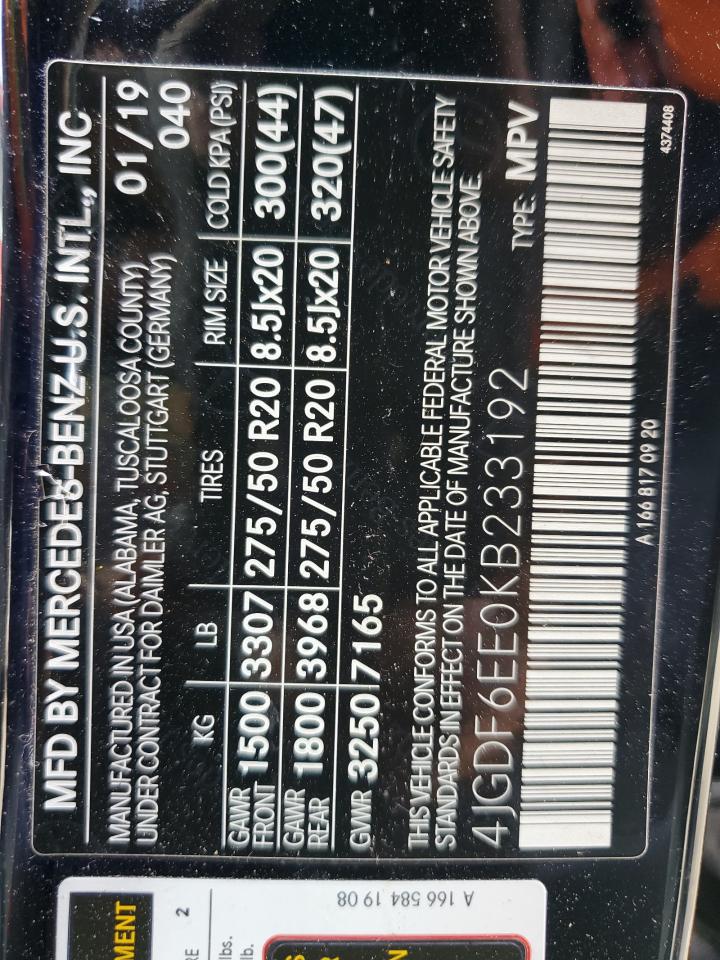 MFD BY MERCEDES-BENZ U.S. INTL., INC
MANUFACTURED IN USA (ALABAMA, TUSCALOOSA COUNTY) 01/19
UNDER CONTRACT FOR DAIMLER AG, STUTTGART (GERMANY) 040
KG LB TIRES RIM SIZE COLD KPA (PSI)
GAWR FRONT 1500 3307 275/50 R20 8.5Jx20 300(44)
GAWR REAR 1800 3968 275/50 R20 8.5Jx20 320(47)
GVWR 3250 7165
THIS VEHICLE CONFORMS TO ALL APPLICABLE FEDERAL MOTOR VEHICLE SAFETY
STANDARDS IN EFFECT ON THE DATE OF MANUFACTURE SHOWN ABOVE.
4JGDF6EE0KB233192 TYPE: MPV
A 166 817 09 20 4374408
A 166 584 19 08
MENT
2
lbs.
lb.